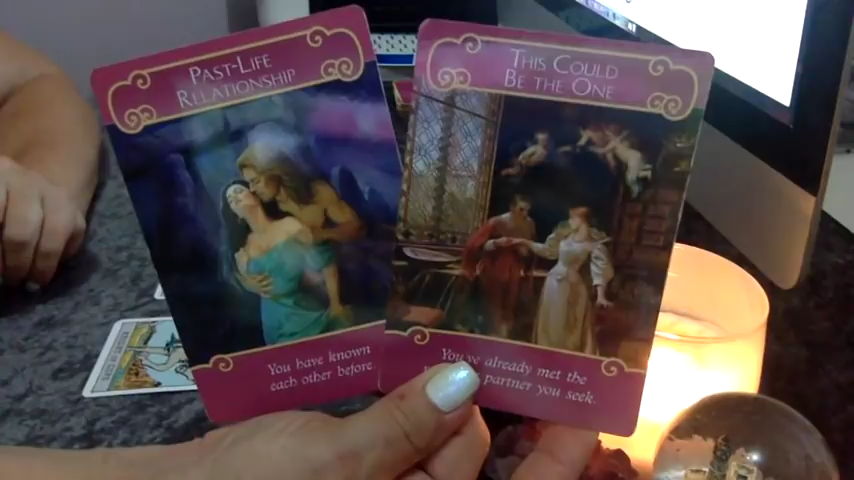 Past-Life
Relationship
You have known
each other before.
This Could
Be the One
You've already met the
partner you seek.